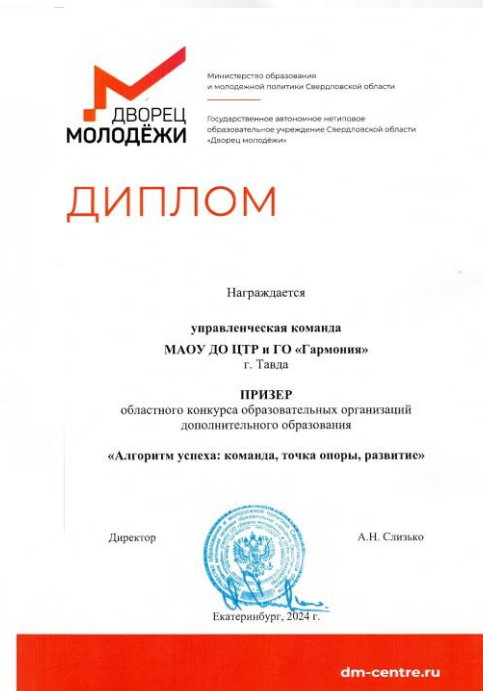 ДВОРЕЦ
МОЛОДЁЖИ
Министерство образования
и молодежной политики Свердловской области
Государственное автономное нетиповое
образовательное учреждение Свердловской области
«Дворец молодёжи»
ДИПЛОМ
Награждается
управленческая команда
МАОУ ДО ЦТР и ГО «Гармония»
г. Тавда
ПРИЗЕР
областного конкурса образовательных организаций
дополнительного образования
«Алгоритм успеха: команда, точка опоры, развитие»
Директор
А.Н. Слизько
Екатеринбург, 2024 г.
dm-centre.ru